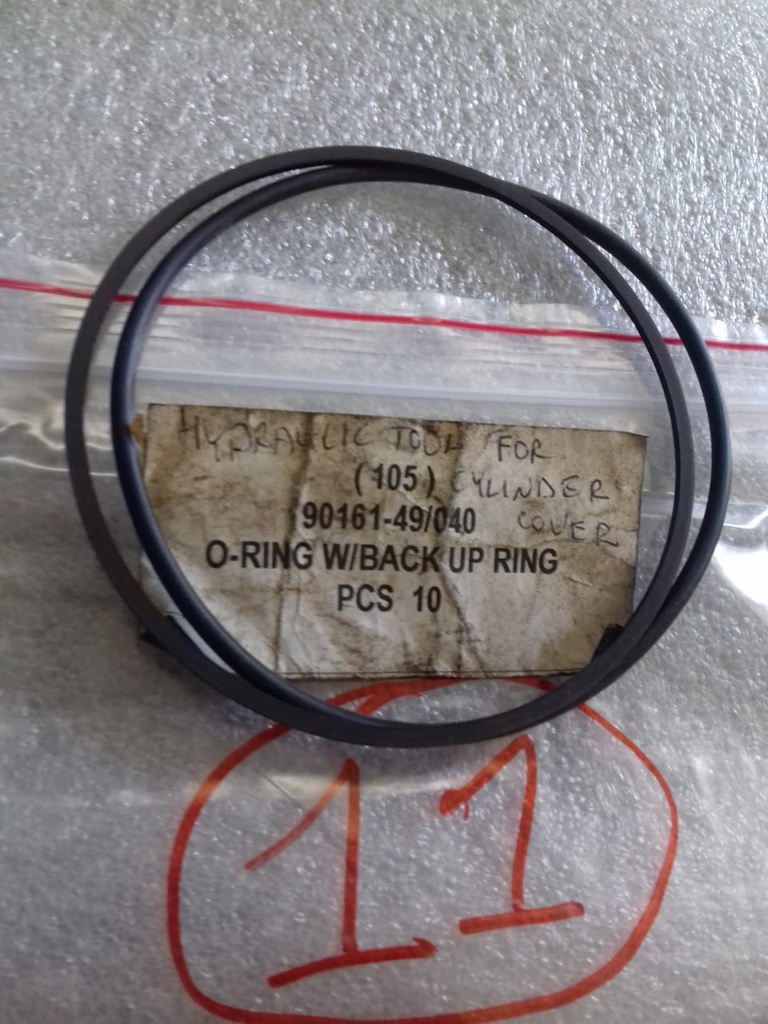 HYDRAULIC TOOL FOR
(105) CYLINDER
90161-49/040 COVER
O-RING W/BACK UP RING
PCS 10
11